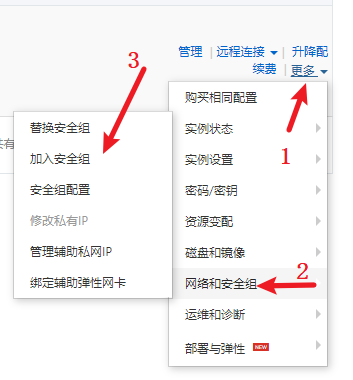 管理 远程连接 升降配
续费 更多
1
购买相同配置
实例状态
实例设置
密码/密钥
资源变配
磁盘和镜像
网络和安全组
2
运维和诊断
部署与弹性 NEW
3
替换安全组
加入安全组
安全组配置
修改私有IP
管理辅助私网IP
绑定辅助弹性网卡